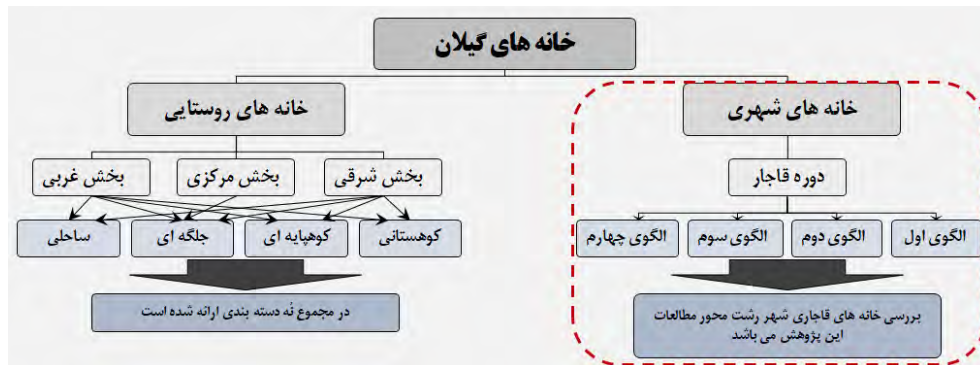 خانه های گیلان
خانه های شهری
خانه های روستایی
دوره قاجار
بخش شرقی
بخش مرکزی
بخش غربی
الگوی اول
الگوی دوم
الگوی سوم
الگوی چهارم
کوهستانی
کوهپایه ای
جلگه ای
ساحلی
بررسی خانه های قاجاری شهر رشت محور مطالعات
این پژوهش می باشد
در مجموع نُه دسته بندی ارائه شده است